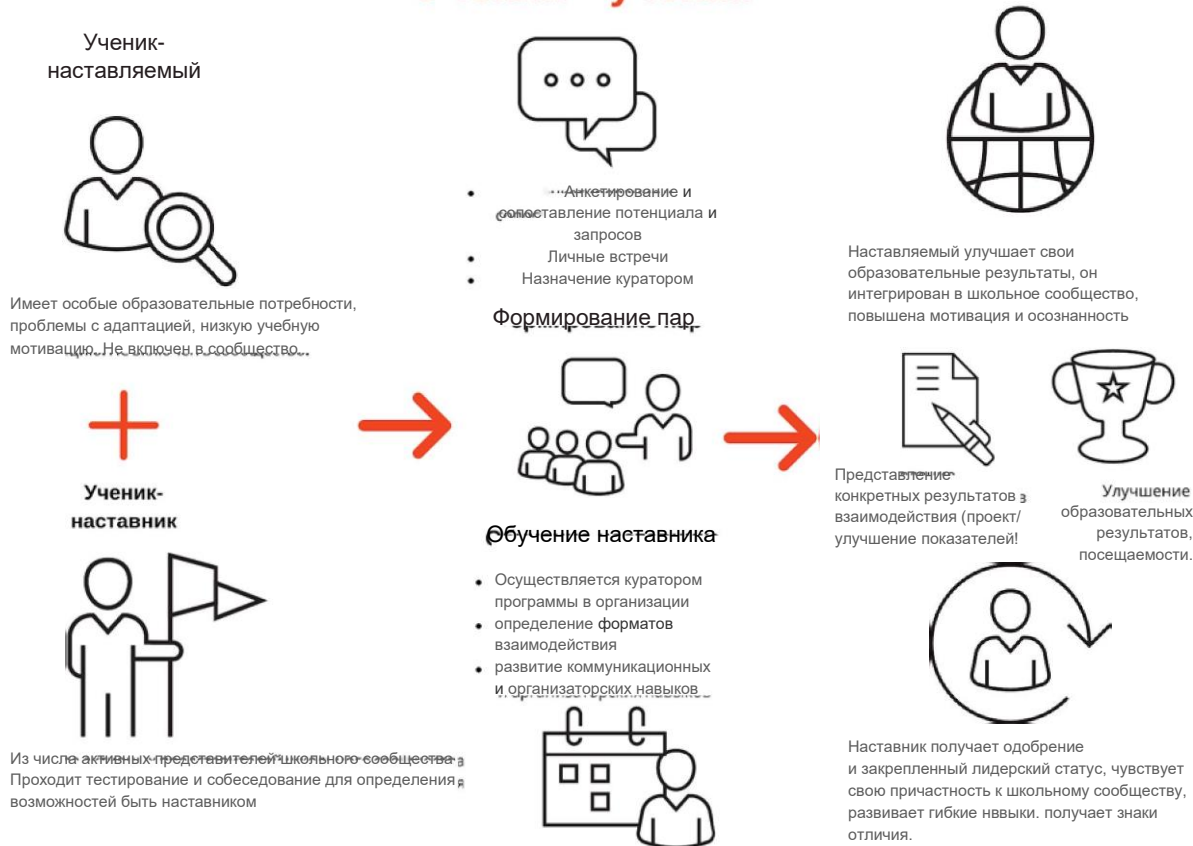 Ученик-
наставляемый
Имеет особые образовательные потребности,
проблемы с адаптацией, низкую учебную
мотивацию. Не включен в сообщество.
Ученик-
наставник
Из числа активных представителей школьного сообщества
Проходит тестирование и собеседование для определения
возможностей быть наставником
• Анкетирование и
сопоставление потенциала и
запросов
• Личные встречи
• Назначение куратором
Формирование пар
Обучение наставника
• Осуществляется куратором
программы в организации
• определение форматов
взаимодействия
• развитие коммуникационных
и организаторских навыков
Наставляемый улучшает свои
образовательные результаты, он
интегрирован в школьное сообщество,
повышена мотивация и осознанность
Представление
конкретных результатов з
взаимодействия (проект/
улучшение показателей!
Улучшение
образовательных
результатов,
посещаемости.
Наставник получает одобрение
и закрепленный лидерский статус, чувствует
свою причастность к школьному сообществу,
развивает гибкие нввыки. получает знаки
отличия.